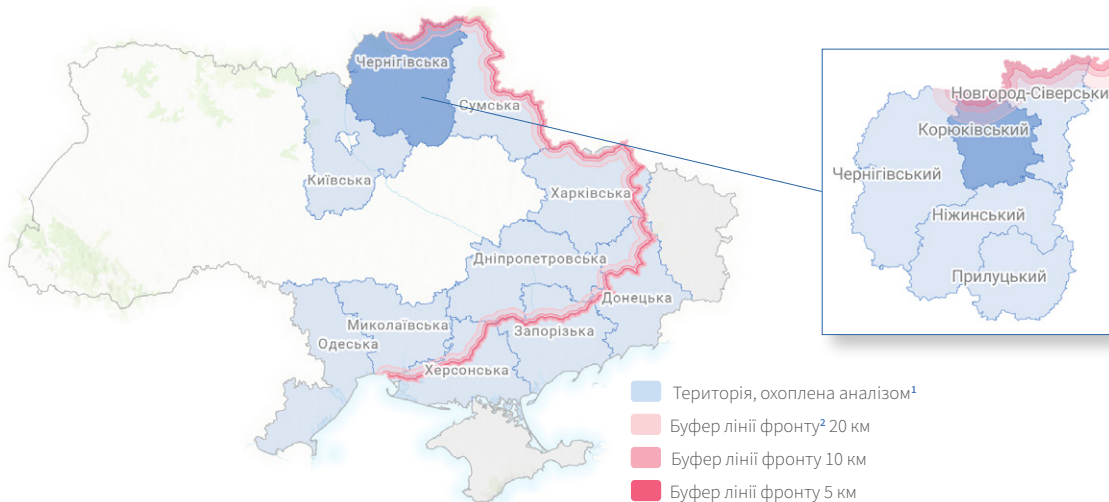 Чернігівська
Сумська
Київська
Харківська
Дніпропетровська
Донецька
Миколаївська
Запорізька
Одеська
Херсонська
Новгород-Сіверськи
Корюківський
Чернігівський
Ніжинський
Прилуцький
Територія, охоплена аналізом¹
Буфер лінії фронту² 20 км
Буфер лінії фронту 10 км
Буфер лінії фронту 5 км